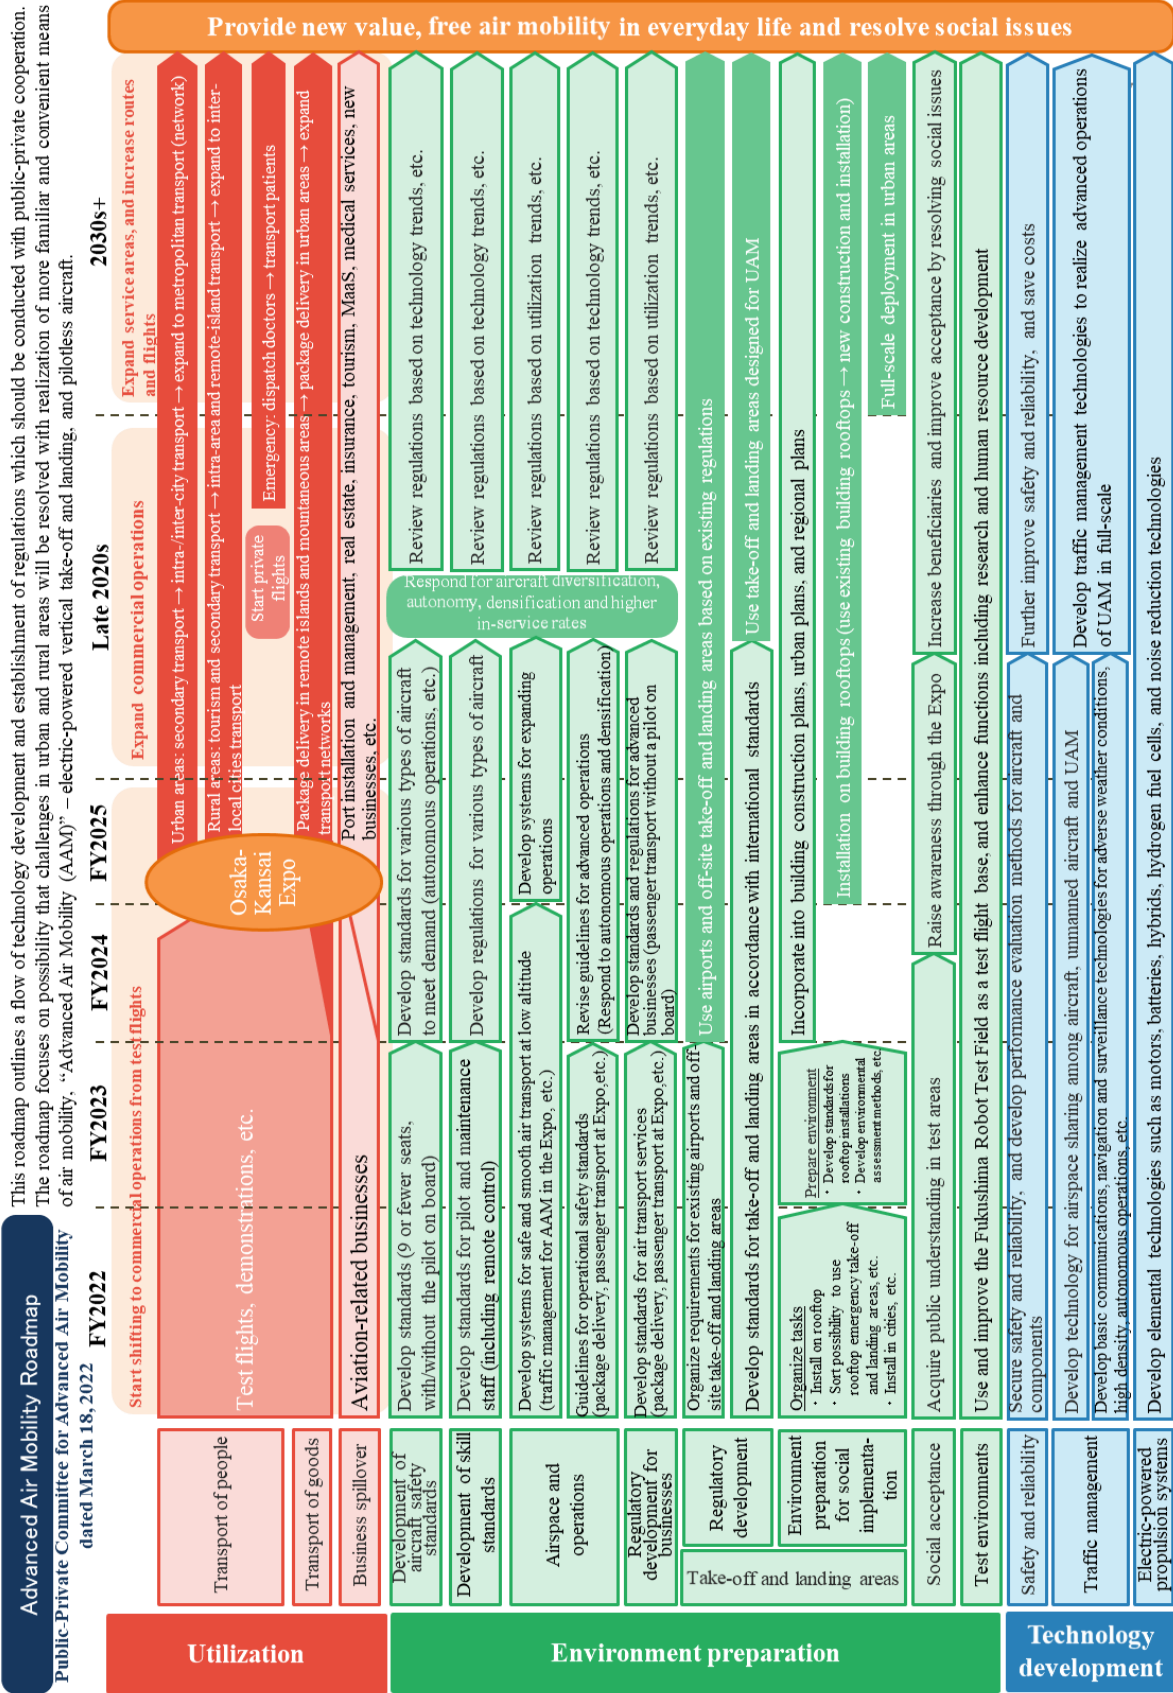 Advanced Air Mobility Roadmap
Public-Private Committee for Advanced Air Mobility
dated March 18,2022
This roadmap outlines a flow of technology development and establishment of regulations which should be conducted with public-private cooperation.
The roadmap focuses on possibility that challenges in urban and rural areas will be resolved with realization of more familiar and convenient means
of air mobility, “Advanced Air Mobility (AAM)” – electric-powered vertical take-off and landing, and pilotless aircraft.
FY2022
FY2023
FY2024
FY2025
Late 2020s
2030s+
Utilization
Transport of people
Transport of goods
Business spillover
Start shifting to commercial operations from test flights
Expand commercial operations
Expand service areas, and increase routes
and flights
Test flights, demonstrations, etc.
Aviation-related businesses
Osaka-
Kansai
Expo
Urban areas: secondary transport → intra-/inter-city transport → expand to metropolitan transport (network)
Rural areas: tourism and secondary transport → intra-area and remote-island transport → expand to inter-
local cities transport
Start private
flights
Emergency: dispatch doctors → transport patients
Package delivery in remote islands and mountaneous areas → package delivery in urban areas → expand
transport networks
Port installation and management, real estate, insurance, tourism, MaaS, medical services, new
businesses, etc.
Environment preparation
Development of
aircraft safety
standards
Develop standards (9 or fewer seats,
with/without the pilot on board)
Develop standards for various types of aircraft
to meet demand (autonomous operations, etc.)
Respond for aircraft diversification,
autonomy, densification and higher
in-service rates
Review regulations based on technology trends, etc.
Development of skill
standards
Develop standards for pilot and maintenance
staff (including remote control)
Develop regulations for various types of aircraft
Review regulations based on technology trends, etc.
Airspace and
operations
Develop systems for safe and smooth air transport at low altitude
(traffic management for AAM in the Expo, etc.)
Develop systems for expanding
operations
Review regulations based on utilization trends, etc.
Guidelines for operational safety standards
(package delivery, passenger transport at Expo,etc.)
Revise guidelines for advanced operations
(Respond to autonomous operations and densification)
Review regulations based on utilization trends, etc.
Regulatory
development for
businesses
Develop standards for air transport services
(package delivery, passenger transport at Expo,etc.)
Develop standards and regulations for advanced
businesses (passenger transport without a pilot on
board)
Review regulations based on utilization trends, etc.
Take-off and landing areas
Regulatory
development
Organize requirements for existing airports and off-
site take-off and landing areas
Use airports and off-site take-off and landing areas based on existing regulations
Develop standards for take-off and landing areas in accordance with international standards
Use take-off and landing areas designed for UAM
Environment
preparation
for social
implementa-
tion
Organize tasks
・ Install on rooftop
・ Sort possibility to use
rooftop emergency take-off
and landing areas, etc.
・ Install in cities, etc.
Prepare environment
・ Develop standards for
rooftop installations
・ Develop environmental
assessment methods, etc.
Incorporate into building construction plans, urban plans, and regional plans
Installation on building rooftops (use existing building rooftops → new construction and installation)
Full-scale deployment in urban areas
Social acceptance
Acquire public understanding in test areas
Raise awareness through the Expo
Increase beneficiaries and improve acceptance by resolving social issues
Test environments
Use and improve the Fukushima Robot Test Field as a test flight base, and enhance functions including research and human resource development
Technology
development
Safety and reliability
Secure safety and reliability, and develop performance evaluation methods for aircraft and
components
Further improve safety and reliability, and save costs
Traffic management
Develop technology for airspace sharing among aircraft, unmanned aircraft and UAM
Develop basic communications, navigation and surveillance technologies for adverse weather conditions,
high density, autonomous operations, etc.
Develop traffic management technologies to realize advanced operations
of UAM in full-scale
Electric-powered
propulsion systems
Develop elemental technologies such as motors, batteries, hybrids, hydrogen fuel cells, and noise reduction technologies
Provide new value, free air mobility in everyday life and resolve social issues